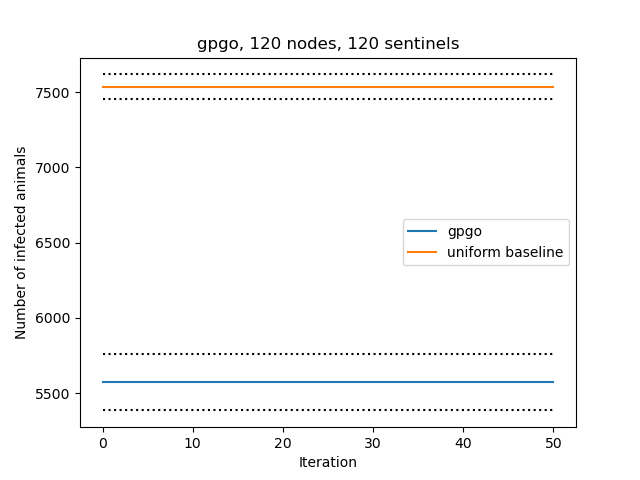 gpgo, 120 nodes, 120 sentinels
Number of infected animals
7500
7000
6500
6000
5500
gpgo
uniform baseline
0 10 20 30 40 50
Iteration